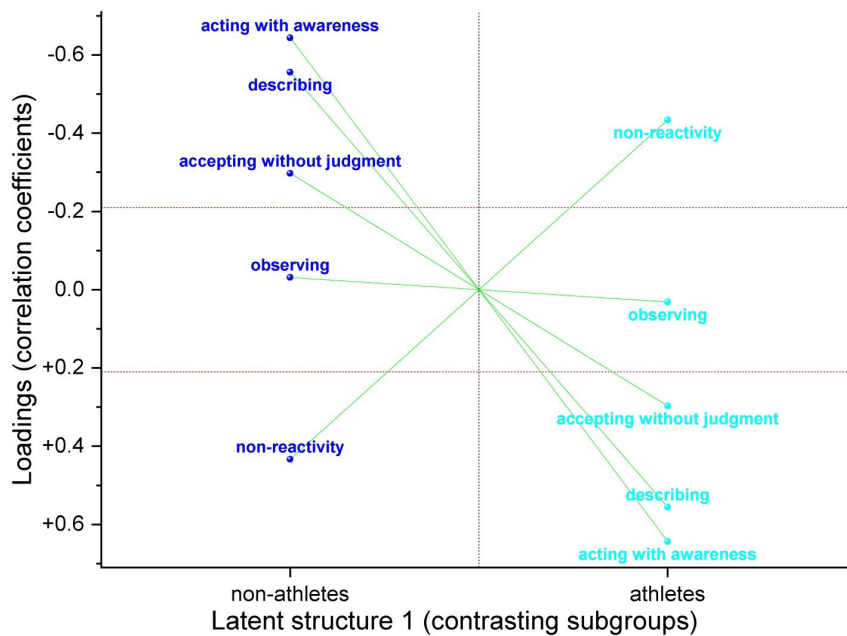 acting with awareness
-0.6
describing
-0.4
non-reactivity
accepting without judgment
-0.2
observing
0.0
observing
+0.2
accepting without judgment
+0.4
non-reactivity
describing
+0.6
acting with awareness
Loadings (correlation coefficients)
non-athletes
athletes
Latent structure 1 (contrasting subgroups)